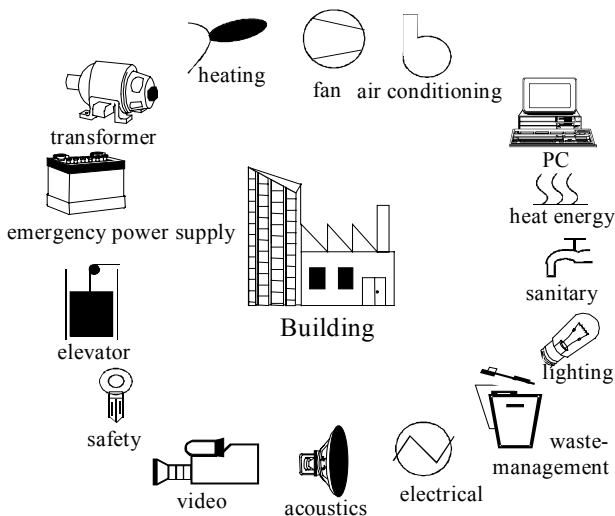 heating
fan
air conditioning
transformer
PC
heat energy
emergency power supply
sanitary
Building
elevator
lighting
safety
waste-
management
video
acoustics
electrical